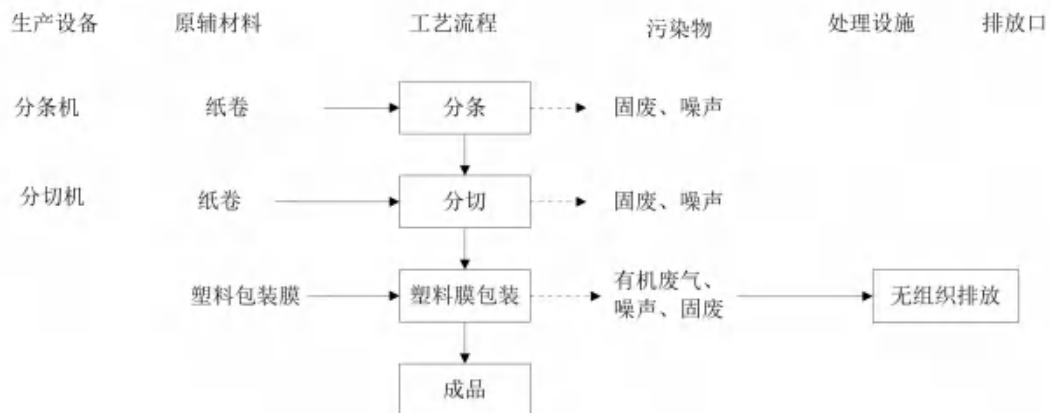 生产设备 原辅材料 工艺流程 污染物 处理设施 排放口
分条机 纸卷 分条 固废、噪声
分切机 纸卷 分切 固废、噪声
塑料包装膜 塑料膜包装 有机废气、
噪声、固废 无组织排放
成品